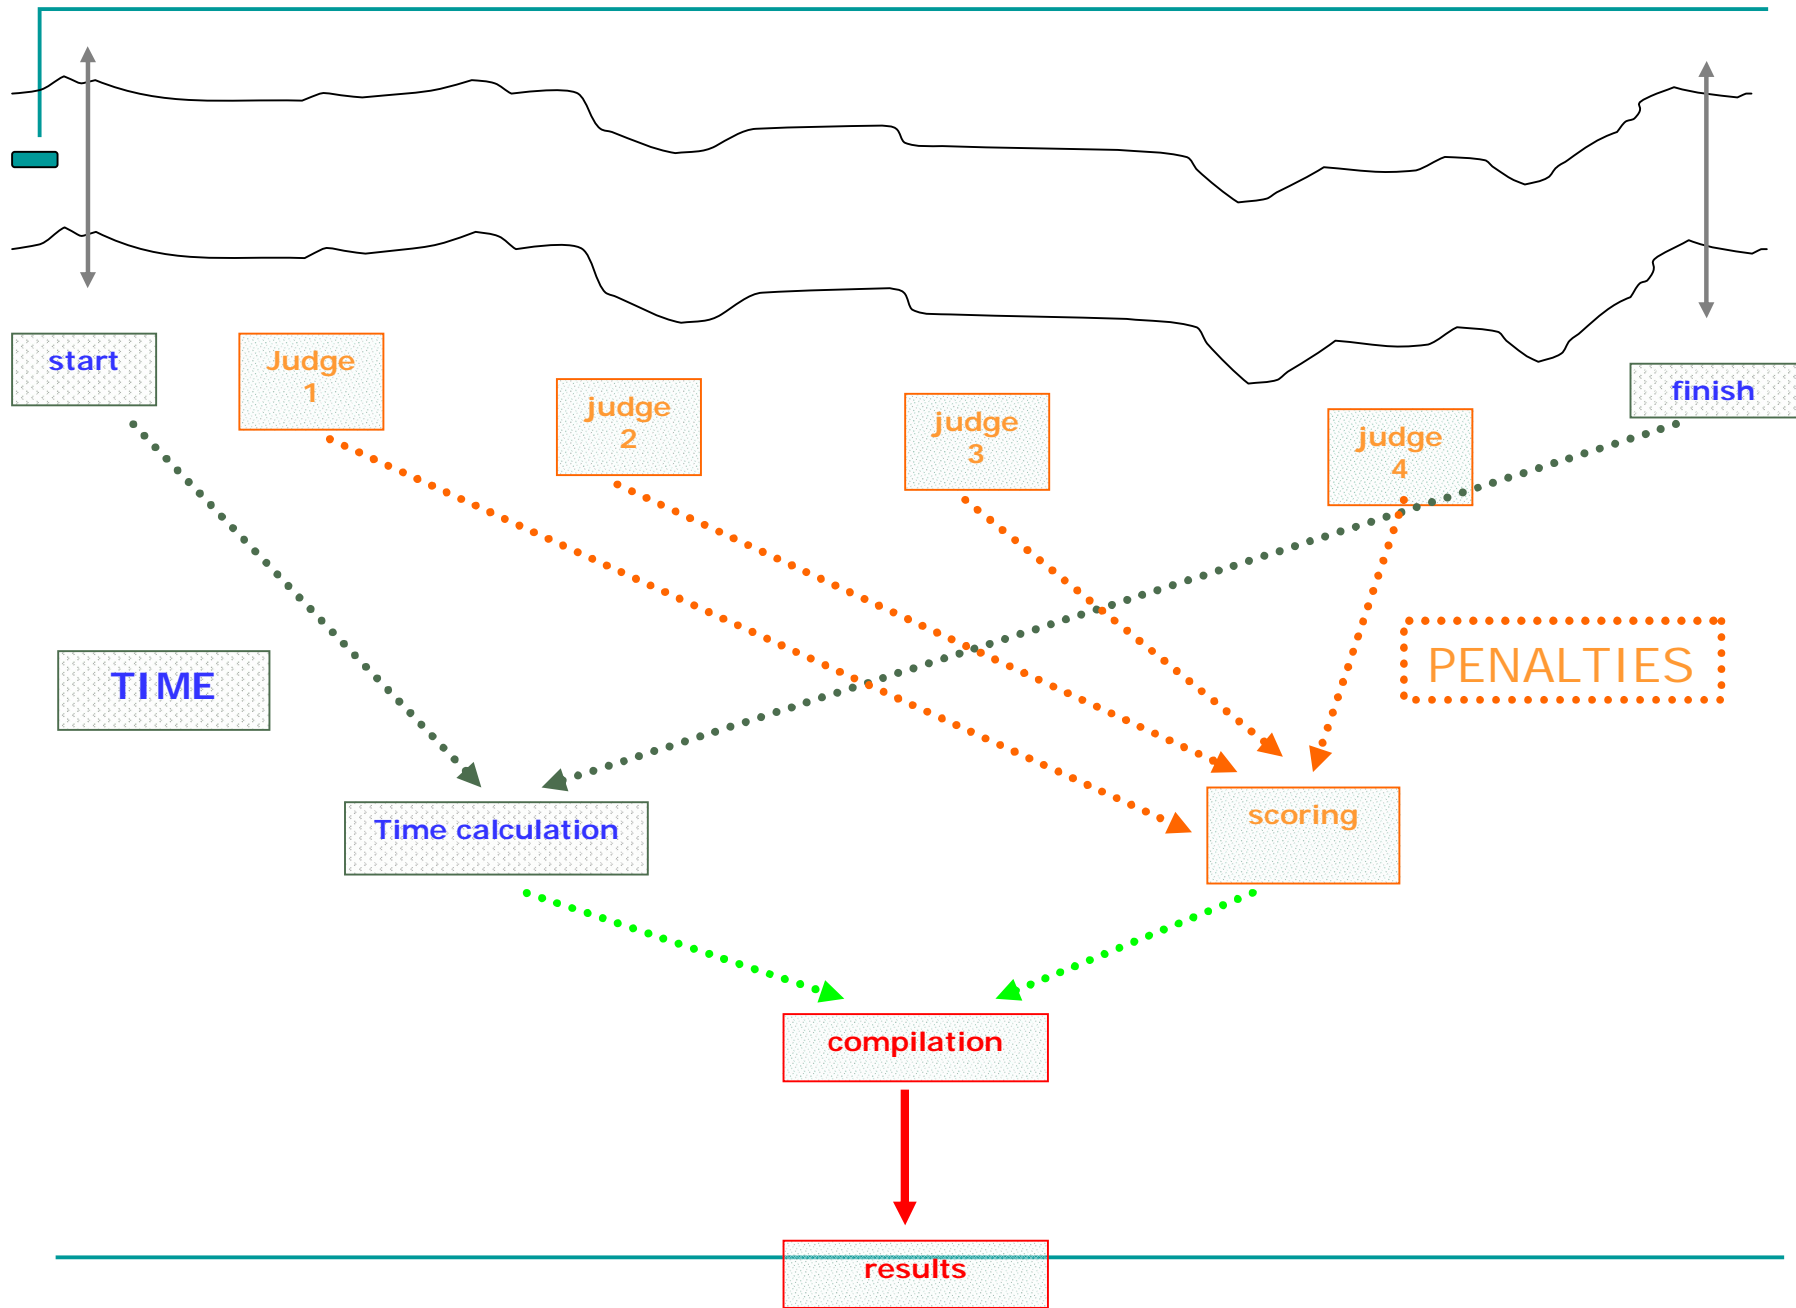 start
Judge
1
judge
2
judge
3
judge
4
finish
TIME
PENALTIES
Time calculation
scoring
compilation
results